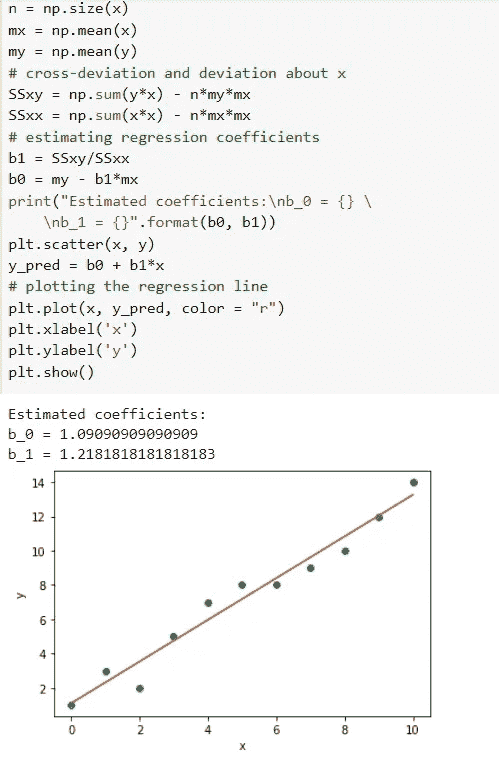 n = np.size(x)
mx = np.mean(x)
my = np.mean(y)
# cross-deviation and deviation about x
SSxy = np.sum(y*x) - n*my*mx
SSxx = np.sum(x*x) - n*mx*mx
# estimating regression coefficients
b1 = SSxy/SSxx
b0 = my - b1*mx
print("Estimated coefficients:\nb_0 = {} \
    \nb_1 = {}".format(b0, b1))
plt.scatter(x, y)
y_pred = b0 + b1*x
# plotting the regression line
plt.plot(x, y_pred, color = "r")
plt.xlabel('x')
plt.ylabel('y')
plt.show()
Estimated coefficients:
b_0 = 1.09090909090909
b_1 = 1.2181818181818183
14
12
10
8
6
4
2
y
0 2 4 6 8 10
x